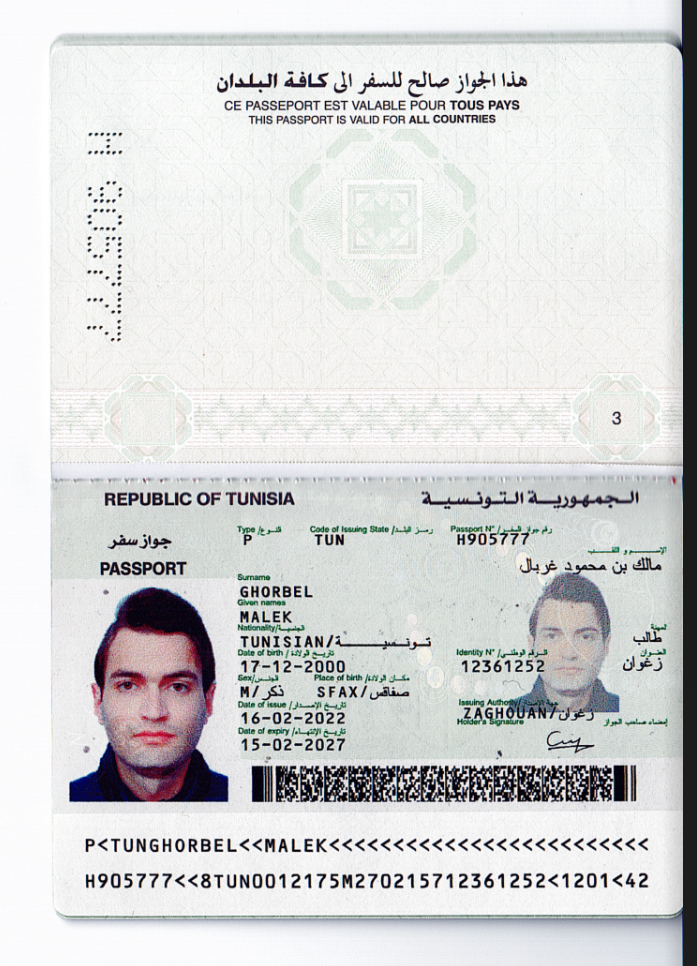 هذا الجواز صالح للسفر الى كافة البلدان
CE PASSEPORT EST VALABLE POUR TOUS PAYS
THIS PASSPORT IS VALID FOR ALL COUNTRIES
H 905777
3
REPUBLIC OF TUNISIA
الجمهورية التونسية
جواز سفر
PASSPORT
Type / النوع
P
Code of Issuing State / رمز البلد
TUN
Passport N° / رقم جواز السفر
H905777
الإسم و اللقب
مالك بن محمود غربال
Surname
GHORBEL
Given names
MALEK
Nationality / الجنسية
TUNISIAN/تونسية
المهنة
طالب
Date of birth / تاريخ الولادة
17-12-2000
Identity N° / الرقم الوطني
12361252
العنوان
زغوان
Sex / الجنس
M/ذكر
Place of birth / مكان الولادة
SFAX/صفاقس
Date of issue / تاريخ الإصدار
16-02-2022
Issuing Authority / جهة الإصدار
ZAGHOUAN/زغوان
Date of expiry / تاريخ الإنتهاء
15-02-2027
Holder's Signature
إمضاء صاحب الجواز
P<TUNGHORBEL<<MALEK<<<<<<<<<<<<<<<<<<<<<<<<<
H905777<<8TUN0012175M270215712361252<1201<42